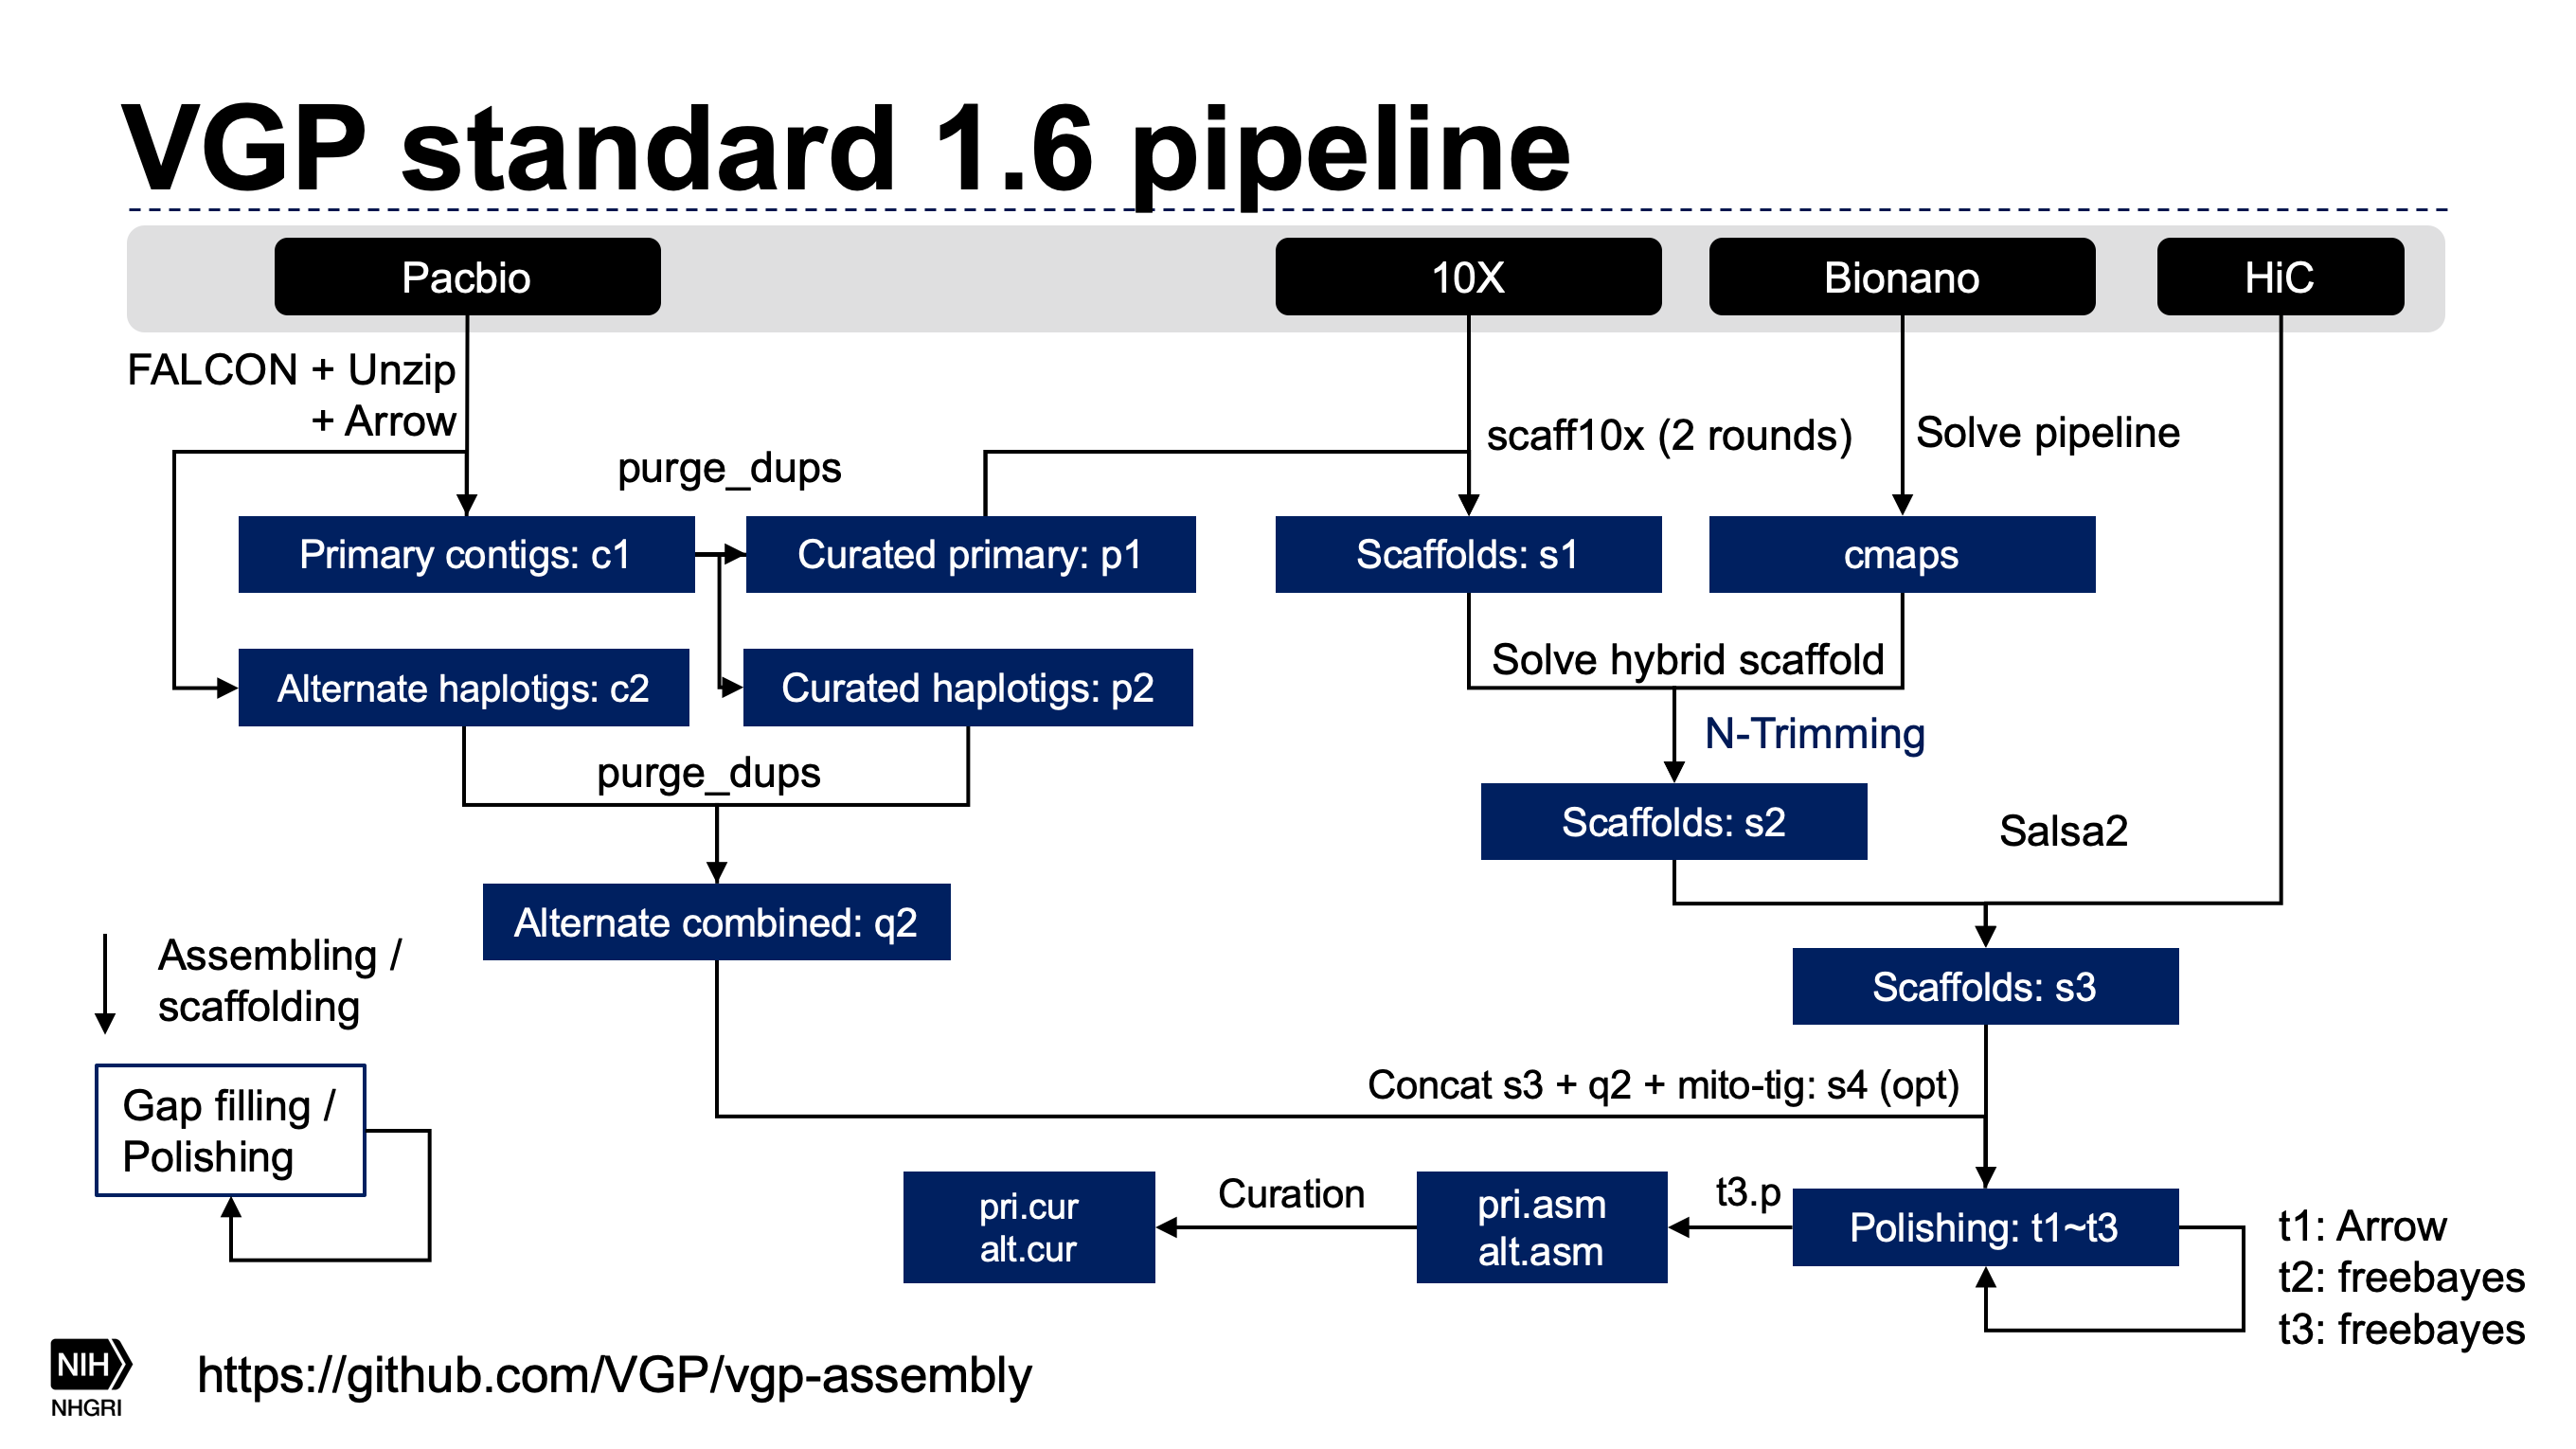 VGP standard 1.6 pipeline
Pacbio
10X
Bionano
HiC
FALCON + Unzip
+ Arrow
purge_dups
scaff10x (2 rounds)
Solve pipeline
Primary contigs: c1
Curated primary: p1
Scaffolds: s1
cmaps
Alternate haplotigs: c2
Curated haplotigs: p2
Solve hybrid scaffold
N-Trimming
purge_dups
Scaffolds: s2
Salsa2
Alternate combined: q2
Assembling /
scaffolding
Scaffolds: s3
Gap filling /
Polishing
Concat s3 + q2 + mito-tig: s4 (opt)
pri.cur
alt.cur
Curation
pri.asm
alt.asm
t3.p
Polishing: t1~t3
t1: Arrow
t2: freebayes
t3: freebayes
NIH
NHGRI
https://github.com/VGP/vgp-assembly